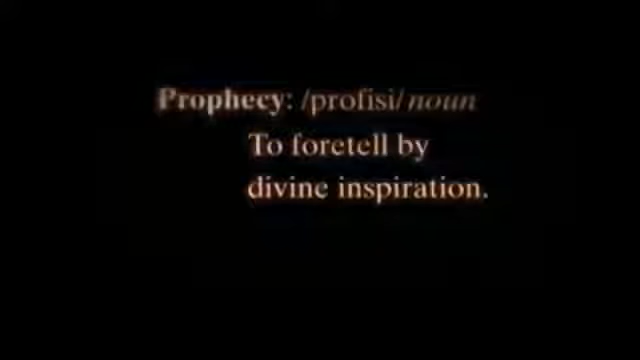 Prophecy: /profisi/ noun
To foretell by
divine inspiration.